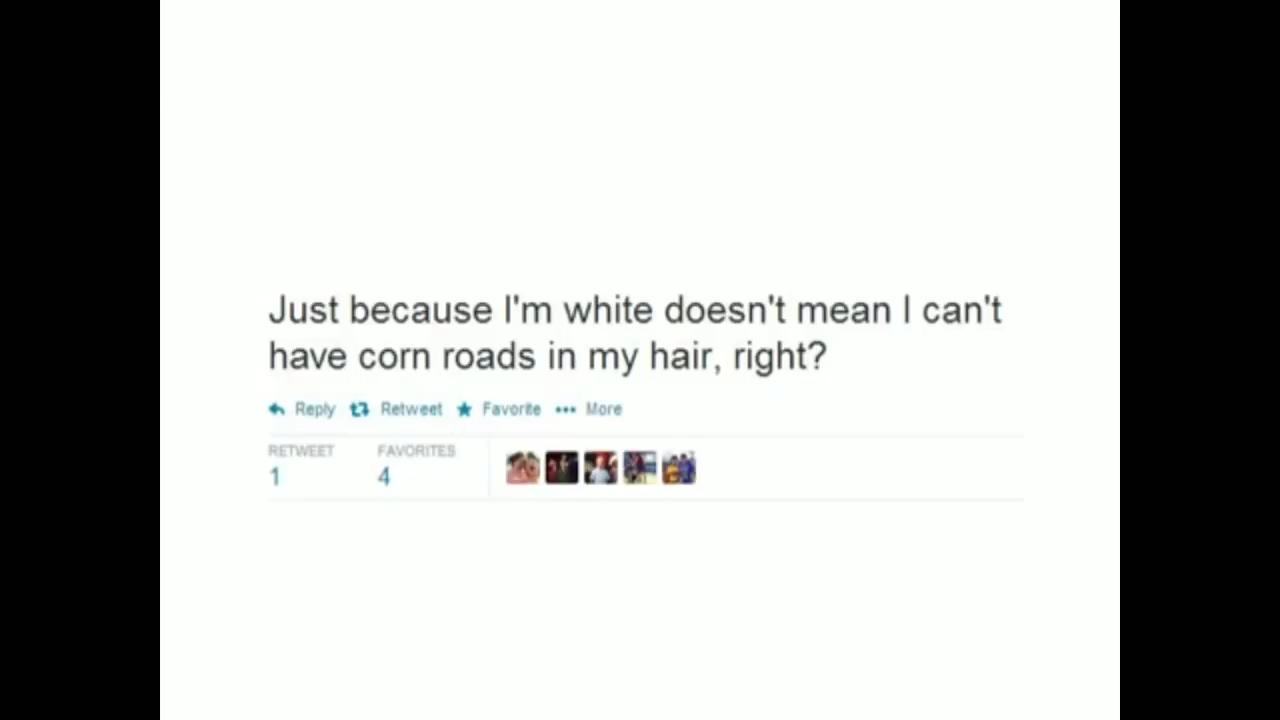 Just because I'm white doesn't mean I can't
have corn roads in my hair, right?
Reply Retweet Favorite More
RETWEET FAVORITES
1 4